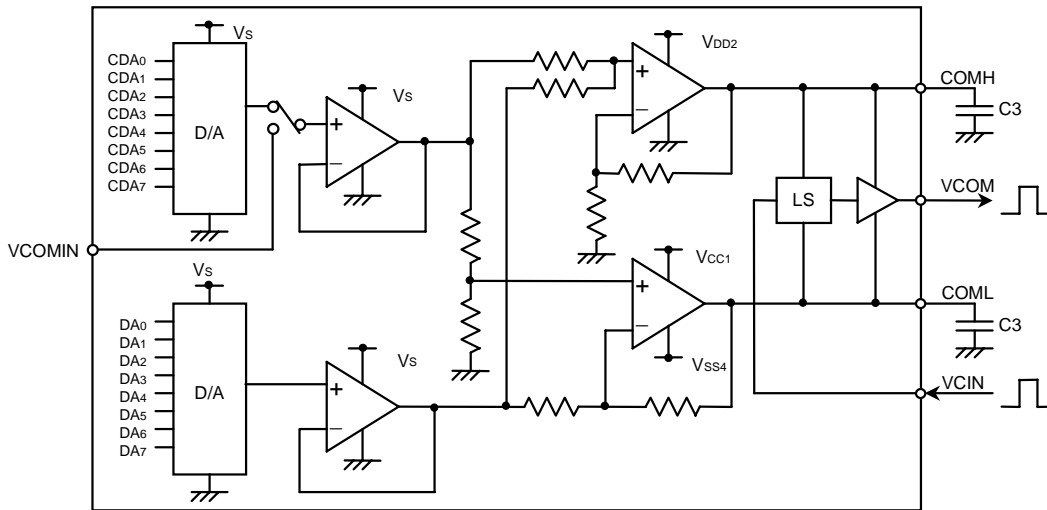 VS
CDA0
CDA1
CDA2
CDA3
CDA4
CDA5
CDA6
CDA7
D/A
VS
+
−
VDD2
+
−
COMH
C3
LS
VCOM
VCOMIN
VS
DA0
DA1
DA2
DA3
DA4
DA5
DA6
DA7
D/A
VS
+
−
VCC1
+
−
VSS4
COML
C3
VCIN